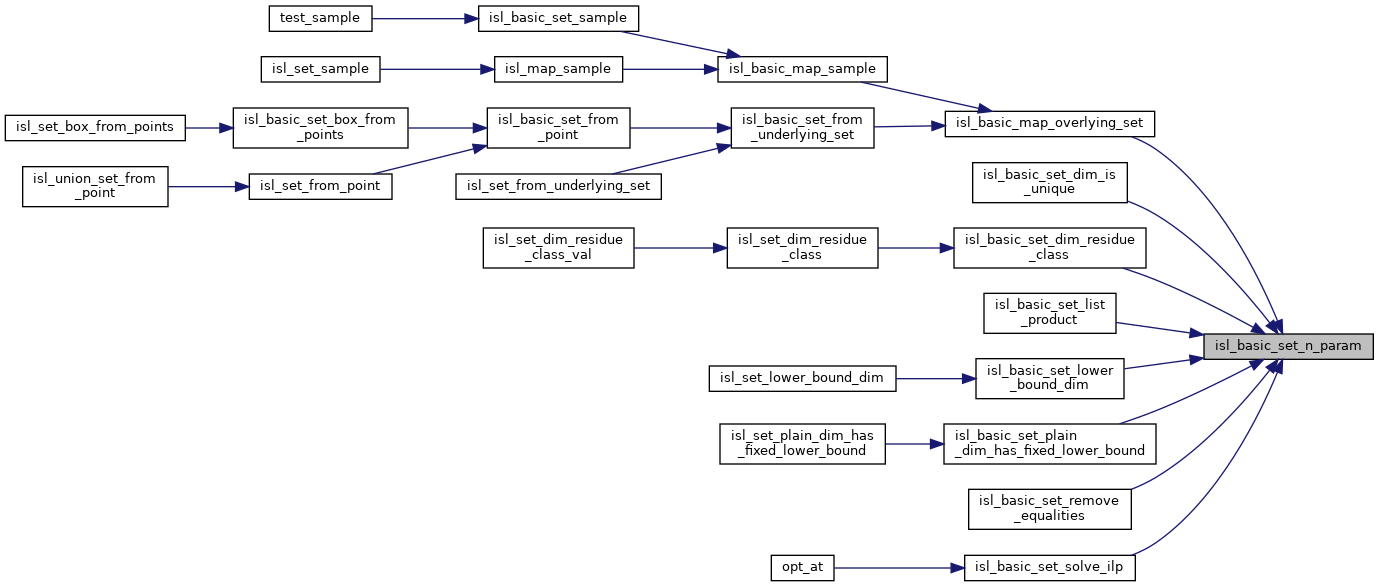 test_sample
isl_basic_set_sample
isl_set_sample
isl_map_sample
isl_basic_map_sample
isl_set_box_from_points
isl_basic_set_box_from
_points
isl_basic_set_from
_point
isl_basic_set_from
_underlying_set
isl_basic_map_overlying_set
isl_union_set_from
_point
isl_set_from_point
isl_set_from_underlying_set
isl_basic_set_dim_is
_unique
isl_set_dim_residue
_class_val
isl_set_dim_residue
_class
isl_basic_set_dim_residue
_class
isl_basic_set_list
_product
isl_basic_set_n_param
isl_set_lower_bound_dim
isl_basic_set_lower
_bound_dim
isl_set_plain_dim_has
_fixed_lower_bound
isl_basic_set_plain
_dim_has_fixed_lower_bound
isl_basic_set_remove
_equalities
opt_at
isl_basic_set_solve_ilp